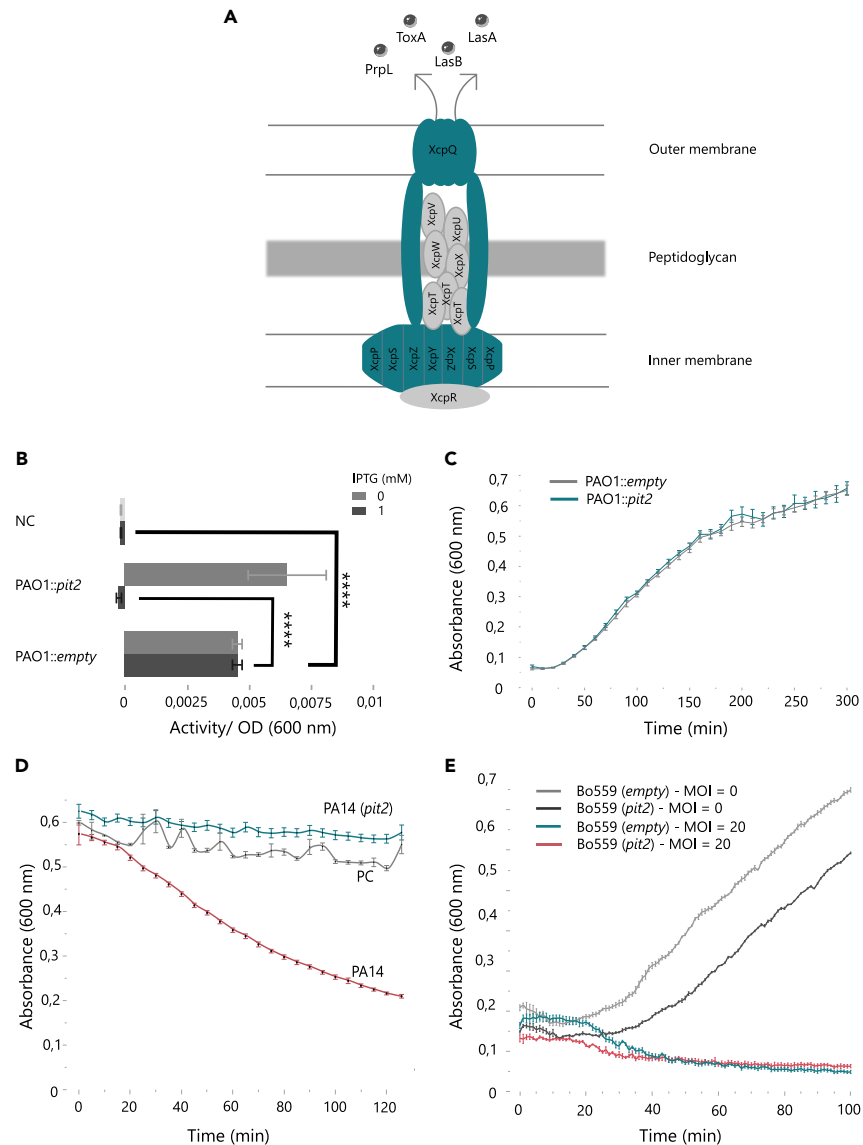 A
ToxA
LasA
PrpL
LasB
XcpQ
Outer membrane
XcpV
XcpU
XcpW
XcpX
Peptidoglycan
XcpT
XcpT
XcpT
XcpP
XcpS
XcpZ
XcpY
XcpZ
XcpS
XcpP
Inner membrane
XcpR
B
IPTG (mM)
0
1
NC
PAO1::pit2
PAO1::empty
****
****
0
0,0025
0,005
0,0075
0,01
Activity/ OD (600 nm)
C
PAO1::empty
PAO1::pit2
0,7
0,6
0,5
0,4
0,3
0,2
0,1
0
Absorbance (600 nm)
0
50
100
150
200
250
300
Time (min)
D
PA14 (pit2)
PC
PA14
0,6
0,5
0,4
0,3
0,2
0,1
0
Absorbance (600 nm)
0
20
40
60
80
100
120
Time (min)
E
Bo559 (empty) - MOI = 0
Bo559 (pit2) - MOI = 0
Bo559 (empty) - MOI = 20
Bo559 (pit2) - MOI = 20
0,7
0,6
0,5
0,4
0,3
0,2
0,1
0
Absorbance (600 nm)
0
20
40
60
80
100
Time (min)